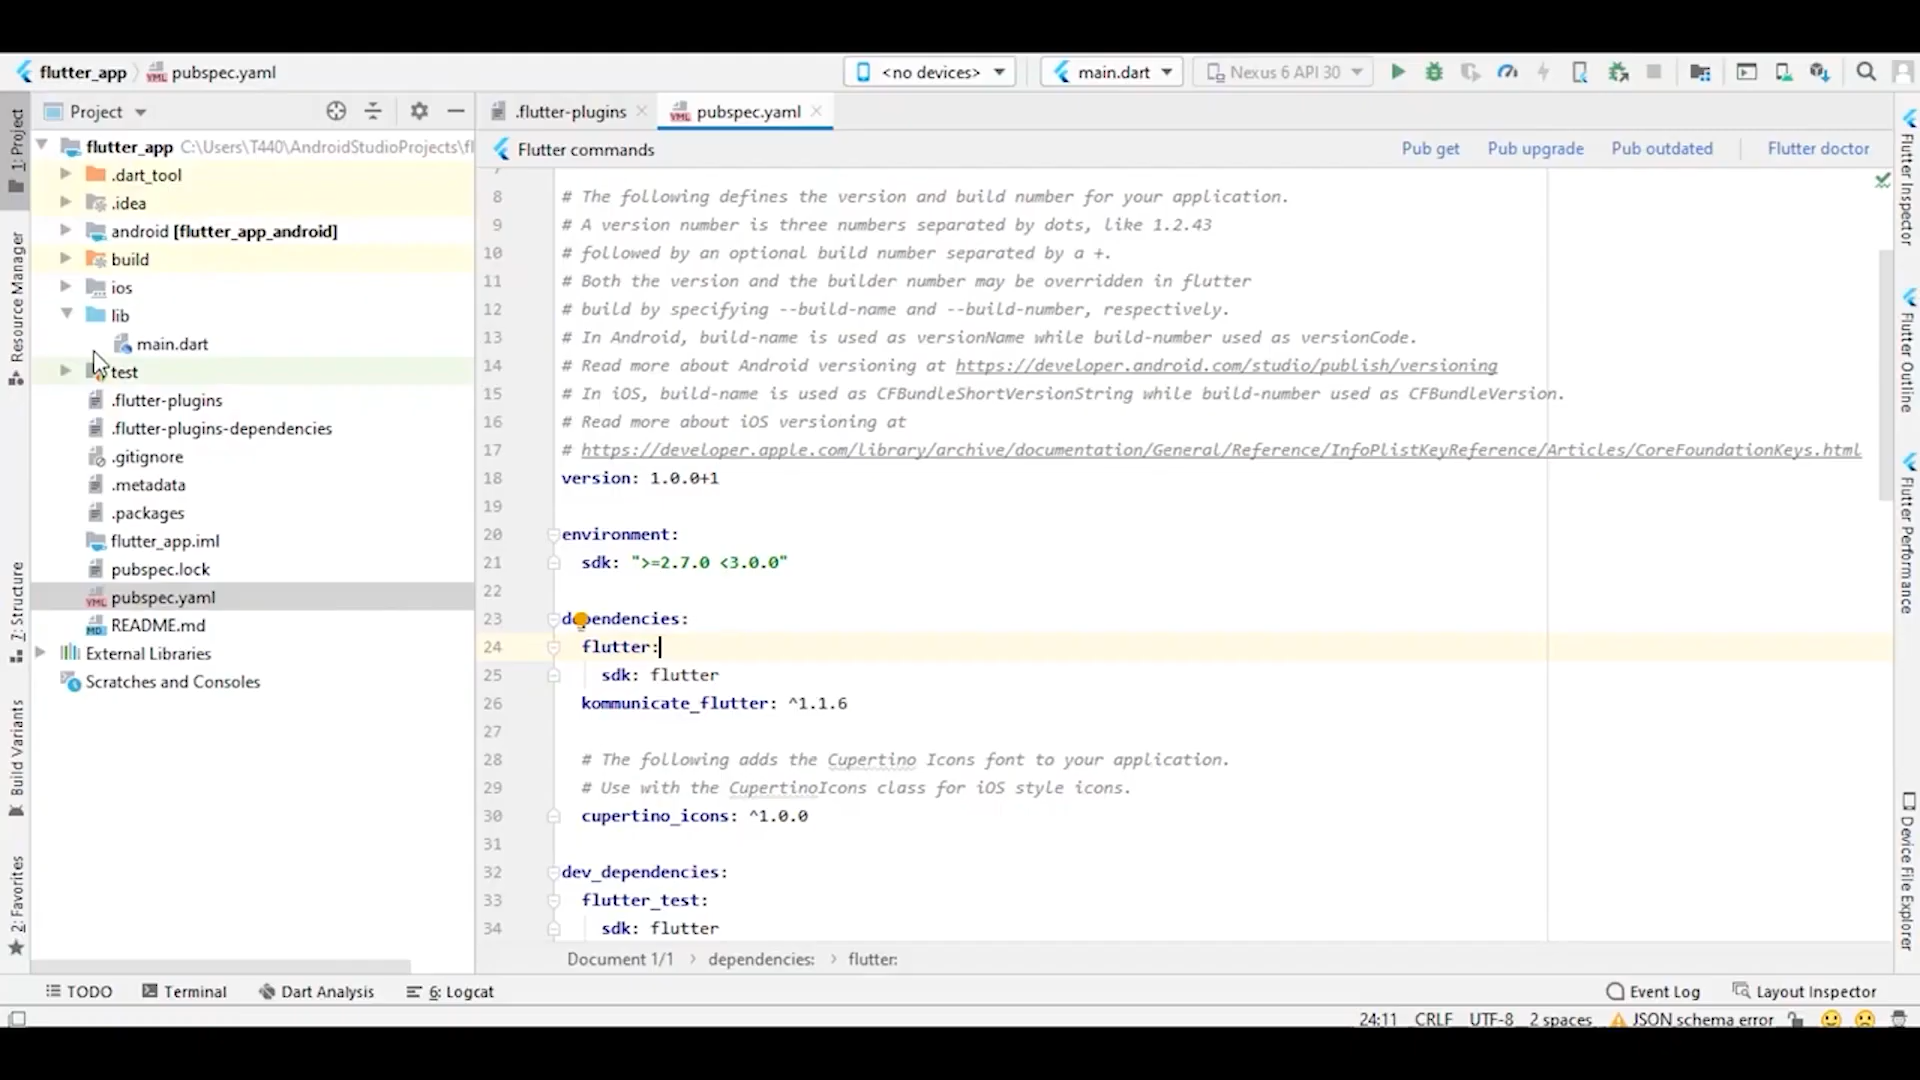 flutter_app
pubspec.yaml
<no devices>
main.dart
Nexus 6 API 30
Project
.flutter-plugins
pubspec.yaml
1: Project
Resource Manager
7: Structure
Build Variants
2: Favorites
flutter_app C:\Users\T440\AndroidStudioProjects\fl
.dart_tool
.idea
android [flutter_app_android]
build
ios
lib
main.dart
test
.flutter-plugins
.flutter-plugins-dependencies
.gitignore
.metadata
.packages
flutter_app.iml
pubspec.lock
pubspec.yaml
README.md
External Libraries
Scratches and Consoles
Flutter commands
Pub get
Pub upgrade
Pub outdated
Flutter doctor
8 # The following defines the version and build number for your application.
9 # A version number is three numbers separated by dots, like 1.2.43
10 # followed by an optional build number separated by a +.
11 # Both the version and the builder number may be overridden in flutter
12 # build by specifying --build-name and --build-number, respectively.
13 # In Android, build-name is used as versionName while build-number used as versionCode.
14 # Read more about Android versioning at https://developer.android.com/studio/publish/versioning
15 # In iOS, build-name is used as CFBundleShortVersionString while build-number used as CFBundleVersion.
16 # Read more about iOS versioning at
17 # https://developer.apple.com/library/archive/documentation/General/Reference/InfoPlistKeyReference/Articles/CoreFoundationKeys.html
18 version: 1.0.0+1
19
20 environment:
21 sdk: ">=2.7.0 <3.0.0"
22
23 dependencies:
24 flutter:
25 sdk: flutter
26 kommunicate_flutter: ^1.1.6
27
28 # The following adds the Cupertino Icons font to your application.
29 # Use with the CupertinoIcons class for iOS style icons.
30 cupertino_icons: ^1.0.0
31
32 dev_dependencies:
33 flutter_test:
34 sdk: flutter
Document 1/1 › dependencies: › flutter:
Flutter Inspector
Flutter Outline
Flutter Performance
Device File Explorer
TODO
Terminal
Dart Analysis
6: Logcat
Event Log
Layout Inspector
24:11 CRLF UTF-8 2 spaces JSON schema error